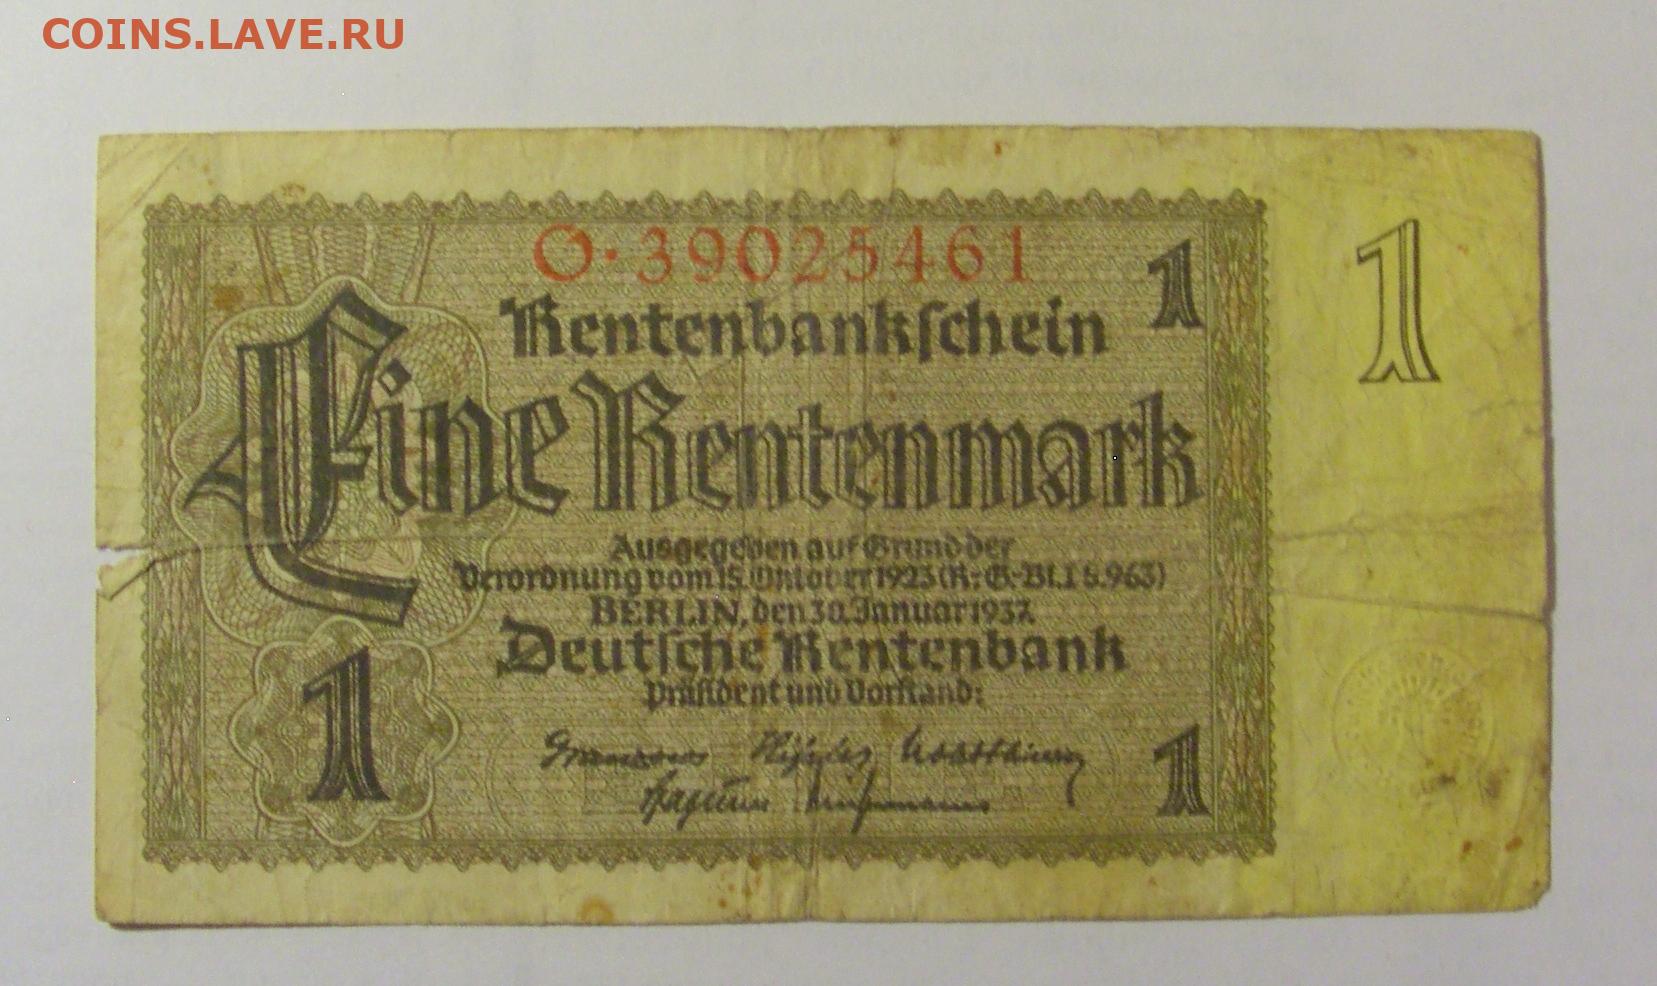 COINS.LAVE.RU
O·39025461
1
1
Rentenbankschein
Eine Rentenmark
Ausgegeben auf Grund der
Verordnung vom 15. Oktober 1923 (R.-G.-Bl. I S. 963)
BERLIN, den 30. Januar 1937.
Deutsche Rentenbank
Präsident und Vorstand:
1
1